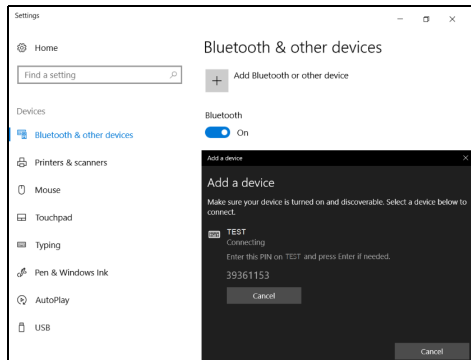 Settings
Home
Find a setting
Devices
Bluetooth & other devices
Printers & scanners
Mouse
Touchpad
Typing
Pen & Windows Ink
AutoPlay
USB
Bluetooth & other devices
Add Bluetooth or other device
Bluetooth
On
Add a device
Add a device
Make sure your device is turned on and discoverable. Select a device below to
connect.
TEST
Connecting
Enter this PIN on TEST and press Enter if needed.
39361153
Cancel
Cancel